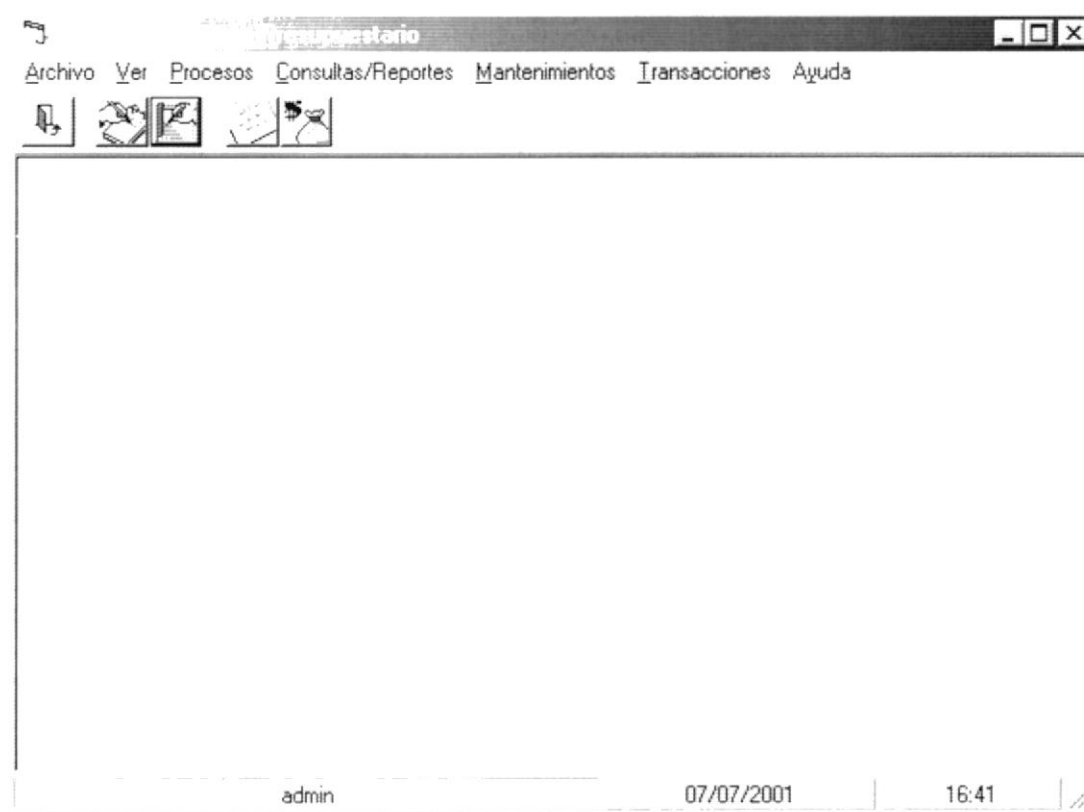 Presupuestario
Archivo Ver Procesos Consultas/Reportes Mantenimientos Transacciones Ayuda
$
admin 07/07/2001 16:41